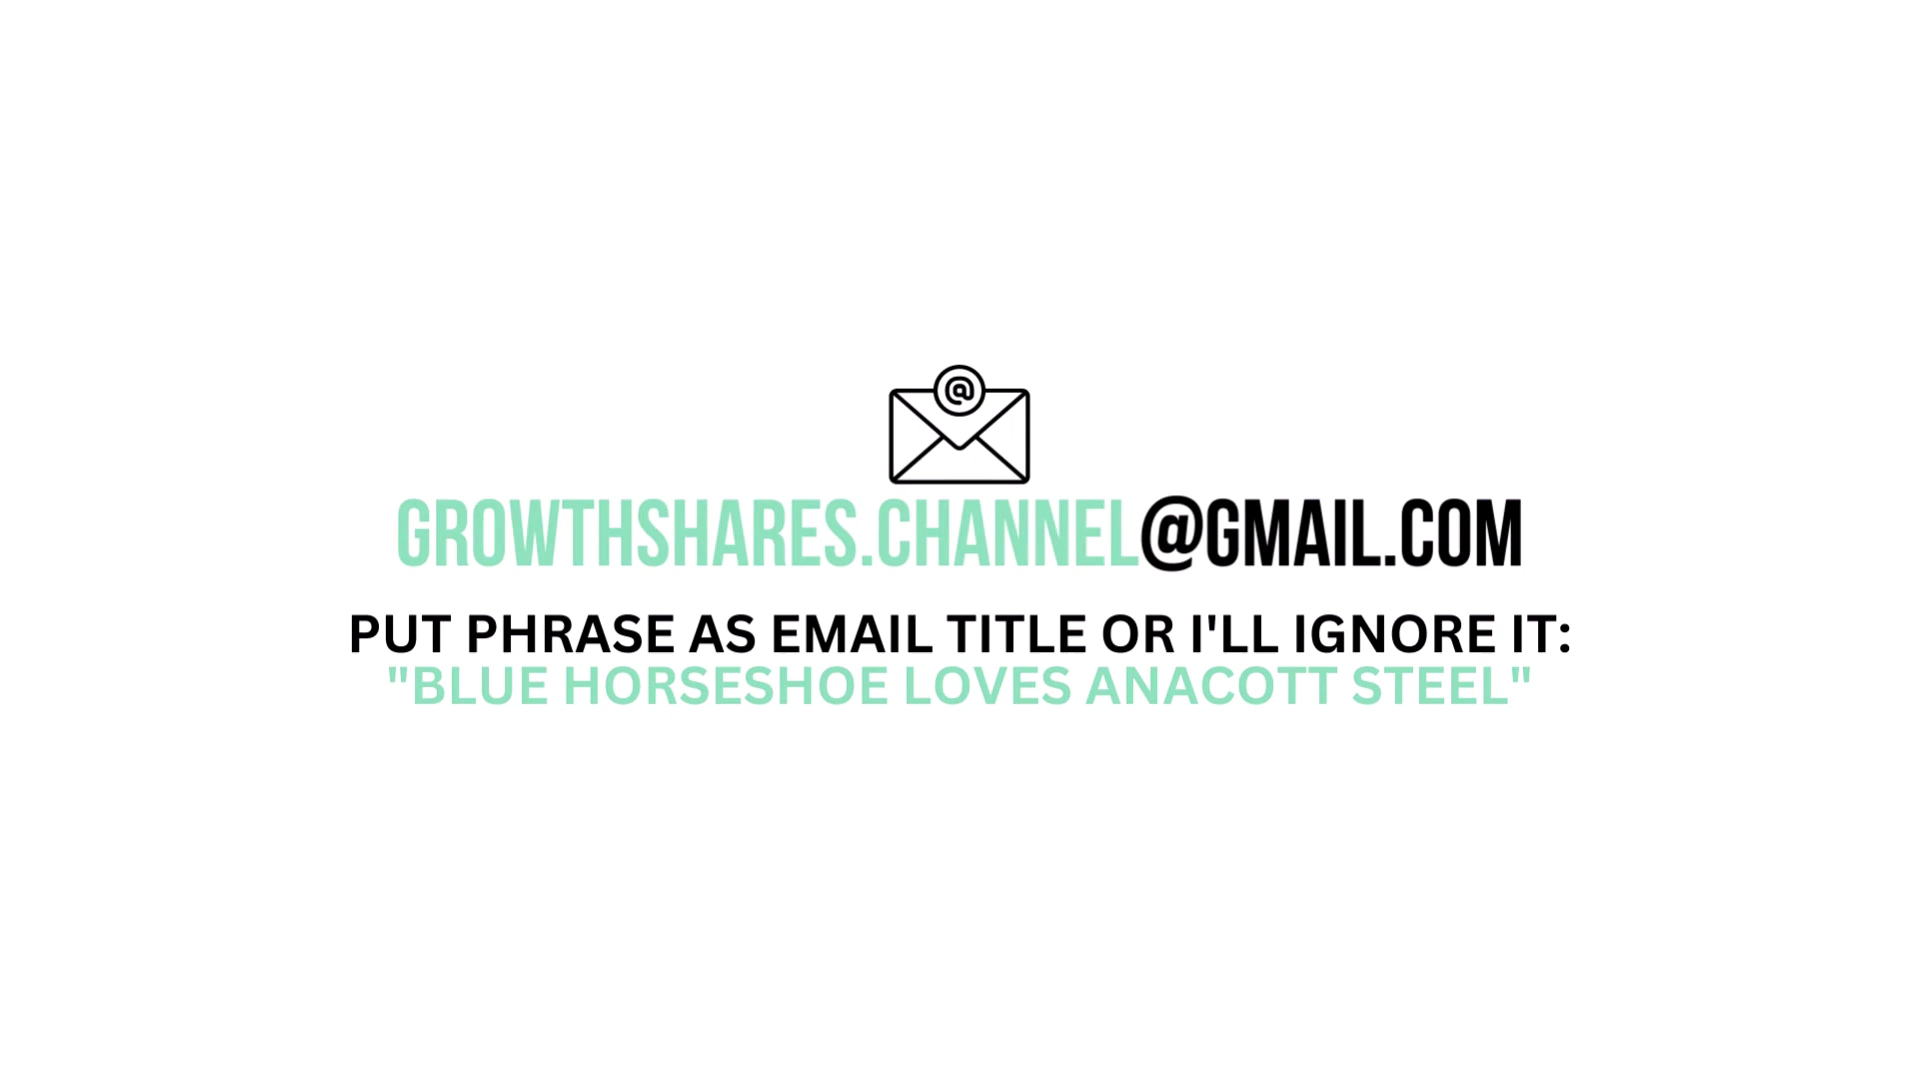 @
GROWTHSHARES.CHANNEL@GMAIL.COM
PUT PHRASE AS EMAIL TITLE OR I'LL IGNORE IT:
"BLUE HORSESHOE LOVES ANACOTT STEEL"